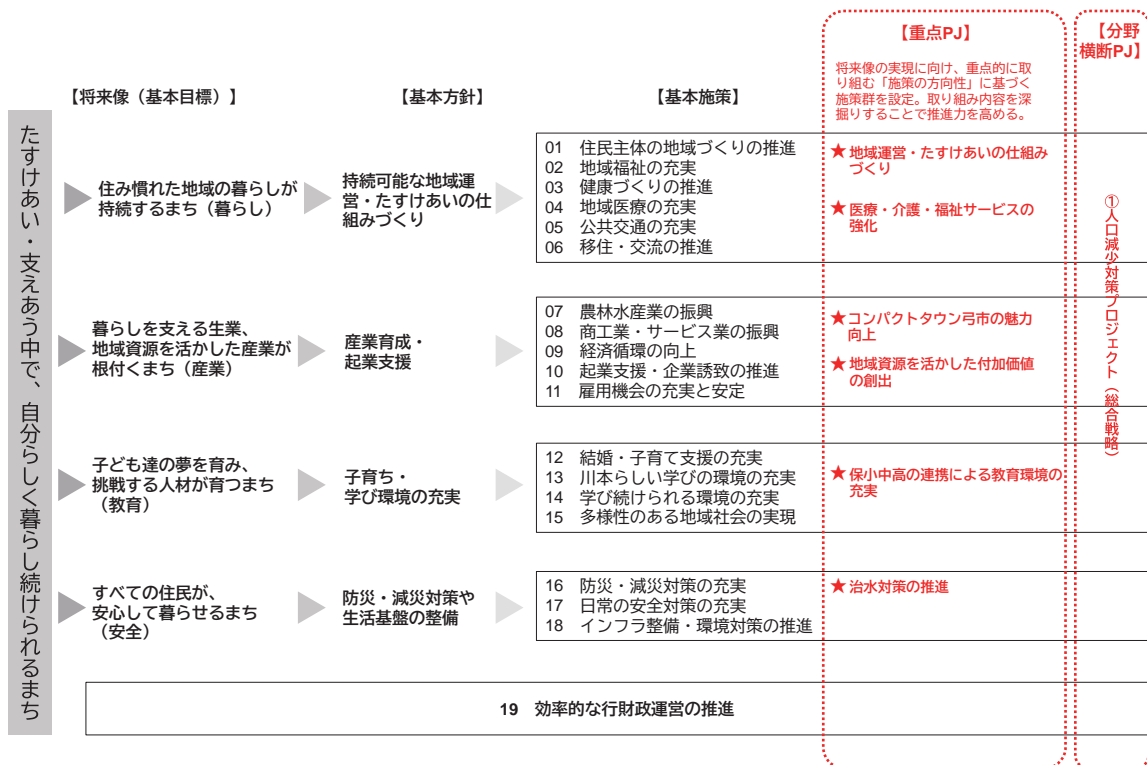 【重点PJ】
【分野
横断PJ】
将来像の実現に向け、重点的に取
り組む「施策の方向性」に基づく
施策群を設定。取り組み内容を深
掘りすることで推進力を高める。
【将来像（基本目標）】
【基本方針】
【基本施策】
たすけあい・支えあう中で、自分らしく暮らし続けられるまち
住み慣れた地域の暮らしが
持続するまち（暮らし）
持続可能な地域運
営・たすけあいの仕
組みづくり
01 住民主体の地域づくりの推進
02 地域福祉の充実
03 健康づくりの推進
04 地域医療の充実
05 公共交通の充実
06 移住・交流の推進
★地域運営・たすけあいの仕組み
づくり
★医療・介護・福祉サービスの
強化
暮らしを支える生業、
地域資源を活かした産業が
根付くまち（産業）
産業育成・
起業支援
07 農林水産業の振興
08 商工業・サービス業の振興
09 経済循環の向上
10 起業支援・企業誘致の推進
11 雇用機会の充実と安定
★コンパクトタウン弓市の魅力
向上
★地域資源を活かした付加価値
の創出
子ども達の夢を育み、
挑戦する人材が育つまち
（教育）
子育ち・
学び環境の充実
12 結婚・子育て支援の充実
13 川本らしい学びの環境の充実
14 学び続けられる環境の充実
15 多様性のある地域社会の実現
★保小中高の連携による教育環境の
充実
すべての住民が、
安心して暮らせるまち
（安全）
防災・減災対策や
生活基盤の整備
16 防災・減災対策の充実
17 日常の安全対策の充実
18 インフラ整備・環境対策の推進
★治水対策の推進
①人口減少対策プロジェクト（総合戦略）
19 効率的な行財政運営の推進